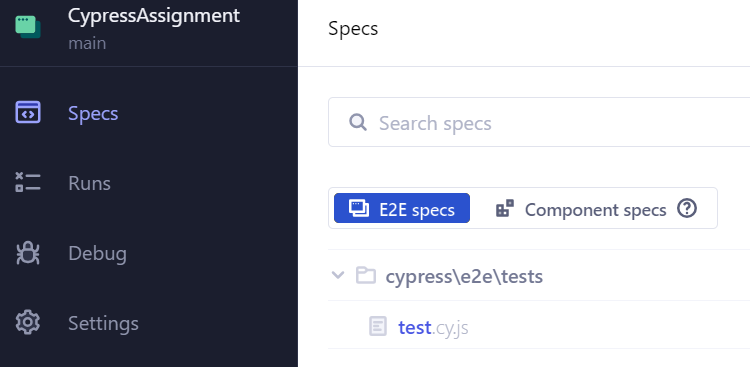 CypressAssignment
main
Specs
Runs
Debug
Settings
Specs
Search specs
E2E specs
Component specs ?
cypress\e2e\tests
test.cy.js